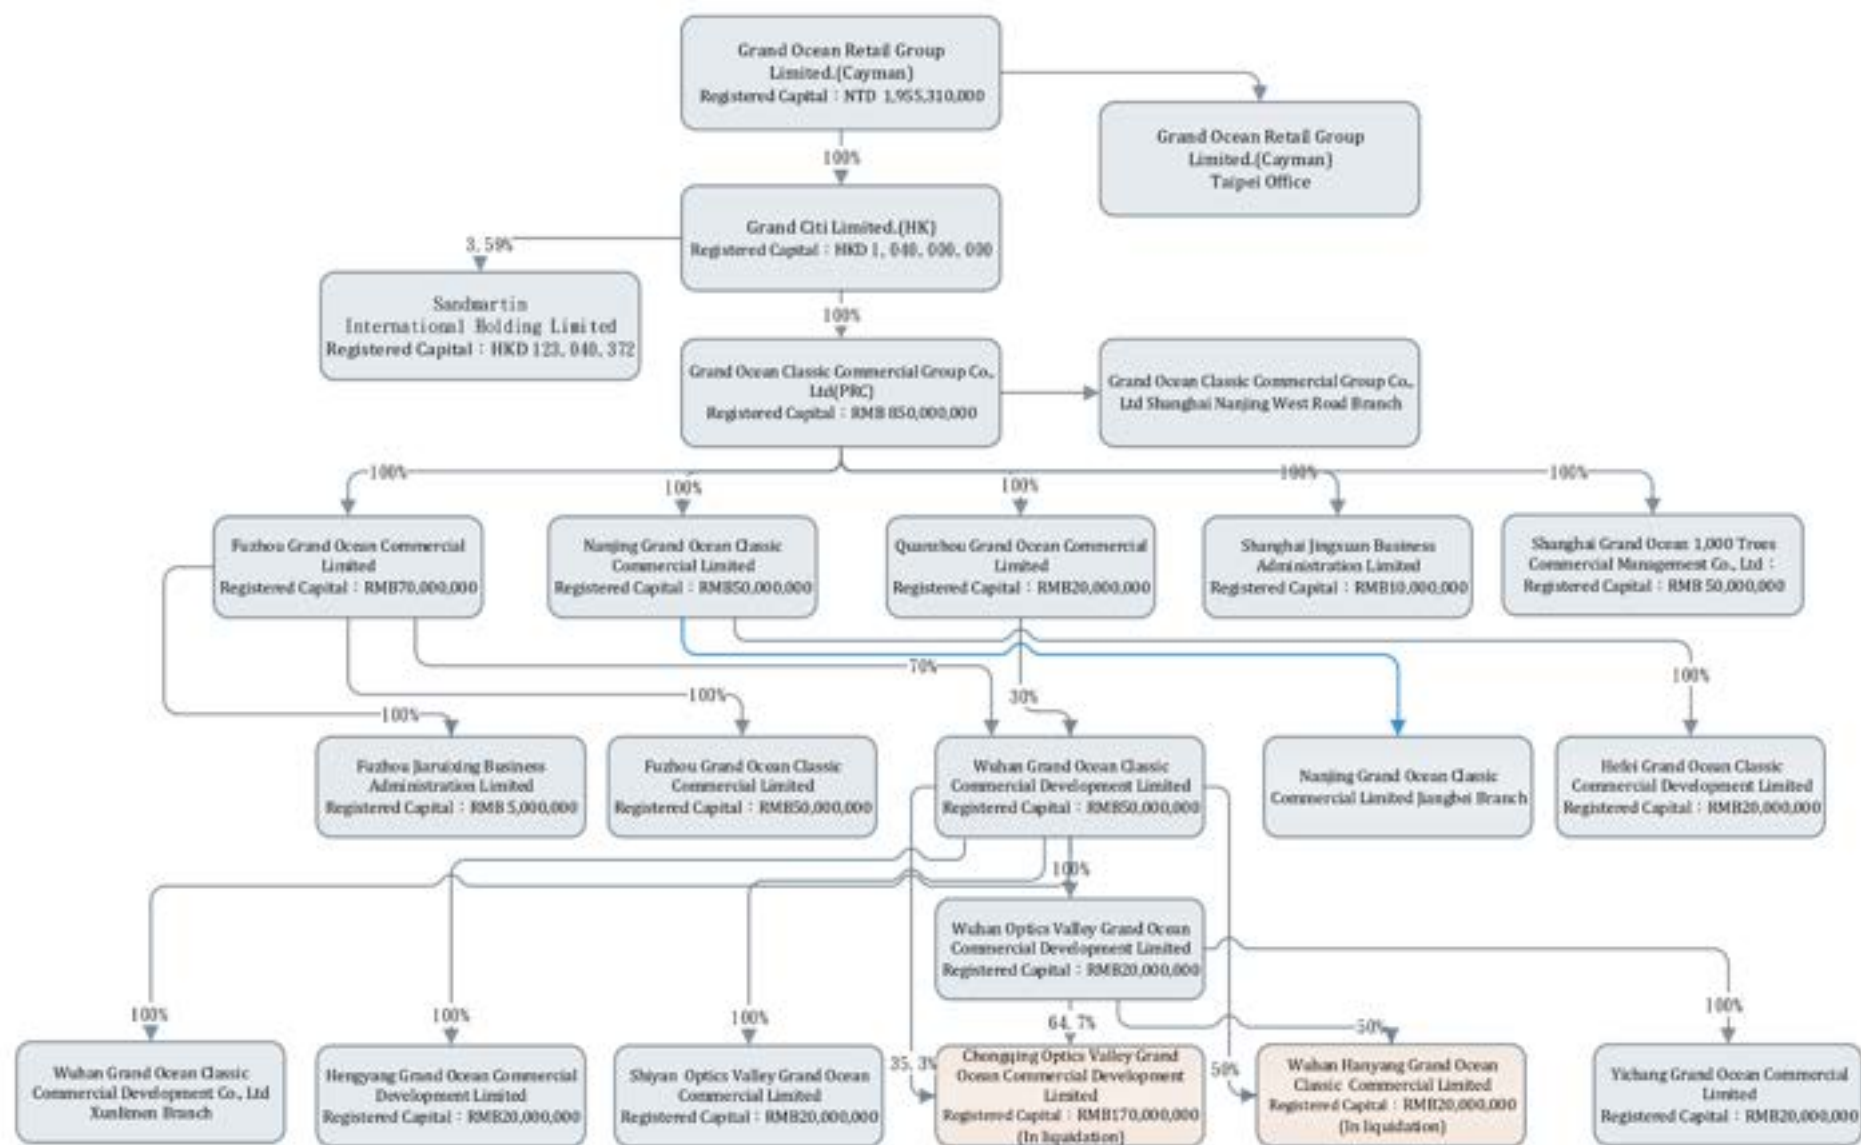 Grand Ocean Retail Group
Limited.(Cayman)
Registered Capital：NTD 1,955,310,000
Grand Ocean Retail Group
Limited.(Cayman)
Taipei Office
100%
Grand Citi Limited.(HK)
Registered Capital：HKD 1, 040, 000, 000
3.59%
Sandmartin
International Holding Limited
Registered Capital：HKD 123, 040, 372
100%
Grand Ocean Classic Commercial Group Co.,
Ltd(PRC)
Registered Capital：RMB 850,000,000
Grand Ocean Classic Commercial Group Co.,
Ltd Shanghai Nanjing West Road Branch
100%
100%
100%
100%
100%
Fuzhou Grand Ocean Commercial
Limited
Registered Capital：RMB70,000,000
Nanjing Grand Ocean Classic
Commercial Limited
Registered Capital：RMB50,000,000
Quanzhou Grand Ocean Commercial
Limited
Registered Capital：RMB20,000,000
Shanghai Jingxuan Business
Administration Limited
Registered Capital：RMB10,000,000
Shanghai Grand Ocean 1,000 Trees
Commercial Management Co., Ltd：
Registered Capital：RMB 50,000,000
100%
100%
70%
30%
100%
Fuzhou Jiaruixing Business
Administration Limited
Registered Capital：RMB 5,000,000
Fuzhou Grand Ocean Classic
Commercial Limited
Registered Capital：RMB50,000,000
Wuhan Grand Ocean Classic
Commercial Development Limited
Registered Capital：RMB50,000,000
Nanjing Grand Ocean Classic
Commercial Limited Jiangbei Branch
Hefei Grand Ocean Classic
Commercial Development Limited
Registered Capital：RMB20,000,000
100%
Wuhan Optics Valley Grand Ocean
Commercial Development Limited
Registered Capital：RMB20,000,000
100%
100%
100%
35.3%
64.7%
50%
50%
100%
Wuhan Grand Ocean Classic
Commercial Development Co., Ltd
Xunlimen Branch
Hengyang Grand Ocean Commercial
Development Limited
Registered Capital：RMB20,000,000
Shiyan Optics Valley Grand Ocean
Commercial Limited
Registered Capital：RMB20,000,000
Chongqing Optics Valley Grand
Ocean Commercial Development
Limited
Registered Capital：RMB170,000,000
(In liquidation)
Wuhan Hanyang Grand Ocean
Classic Commercial Limited
Registered Capital：RMB20,000,000
(In liquidation)
Yichang Grand Ocean Commercial
Limited
Registered Capital：RMB20,000,000